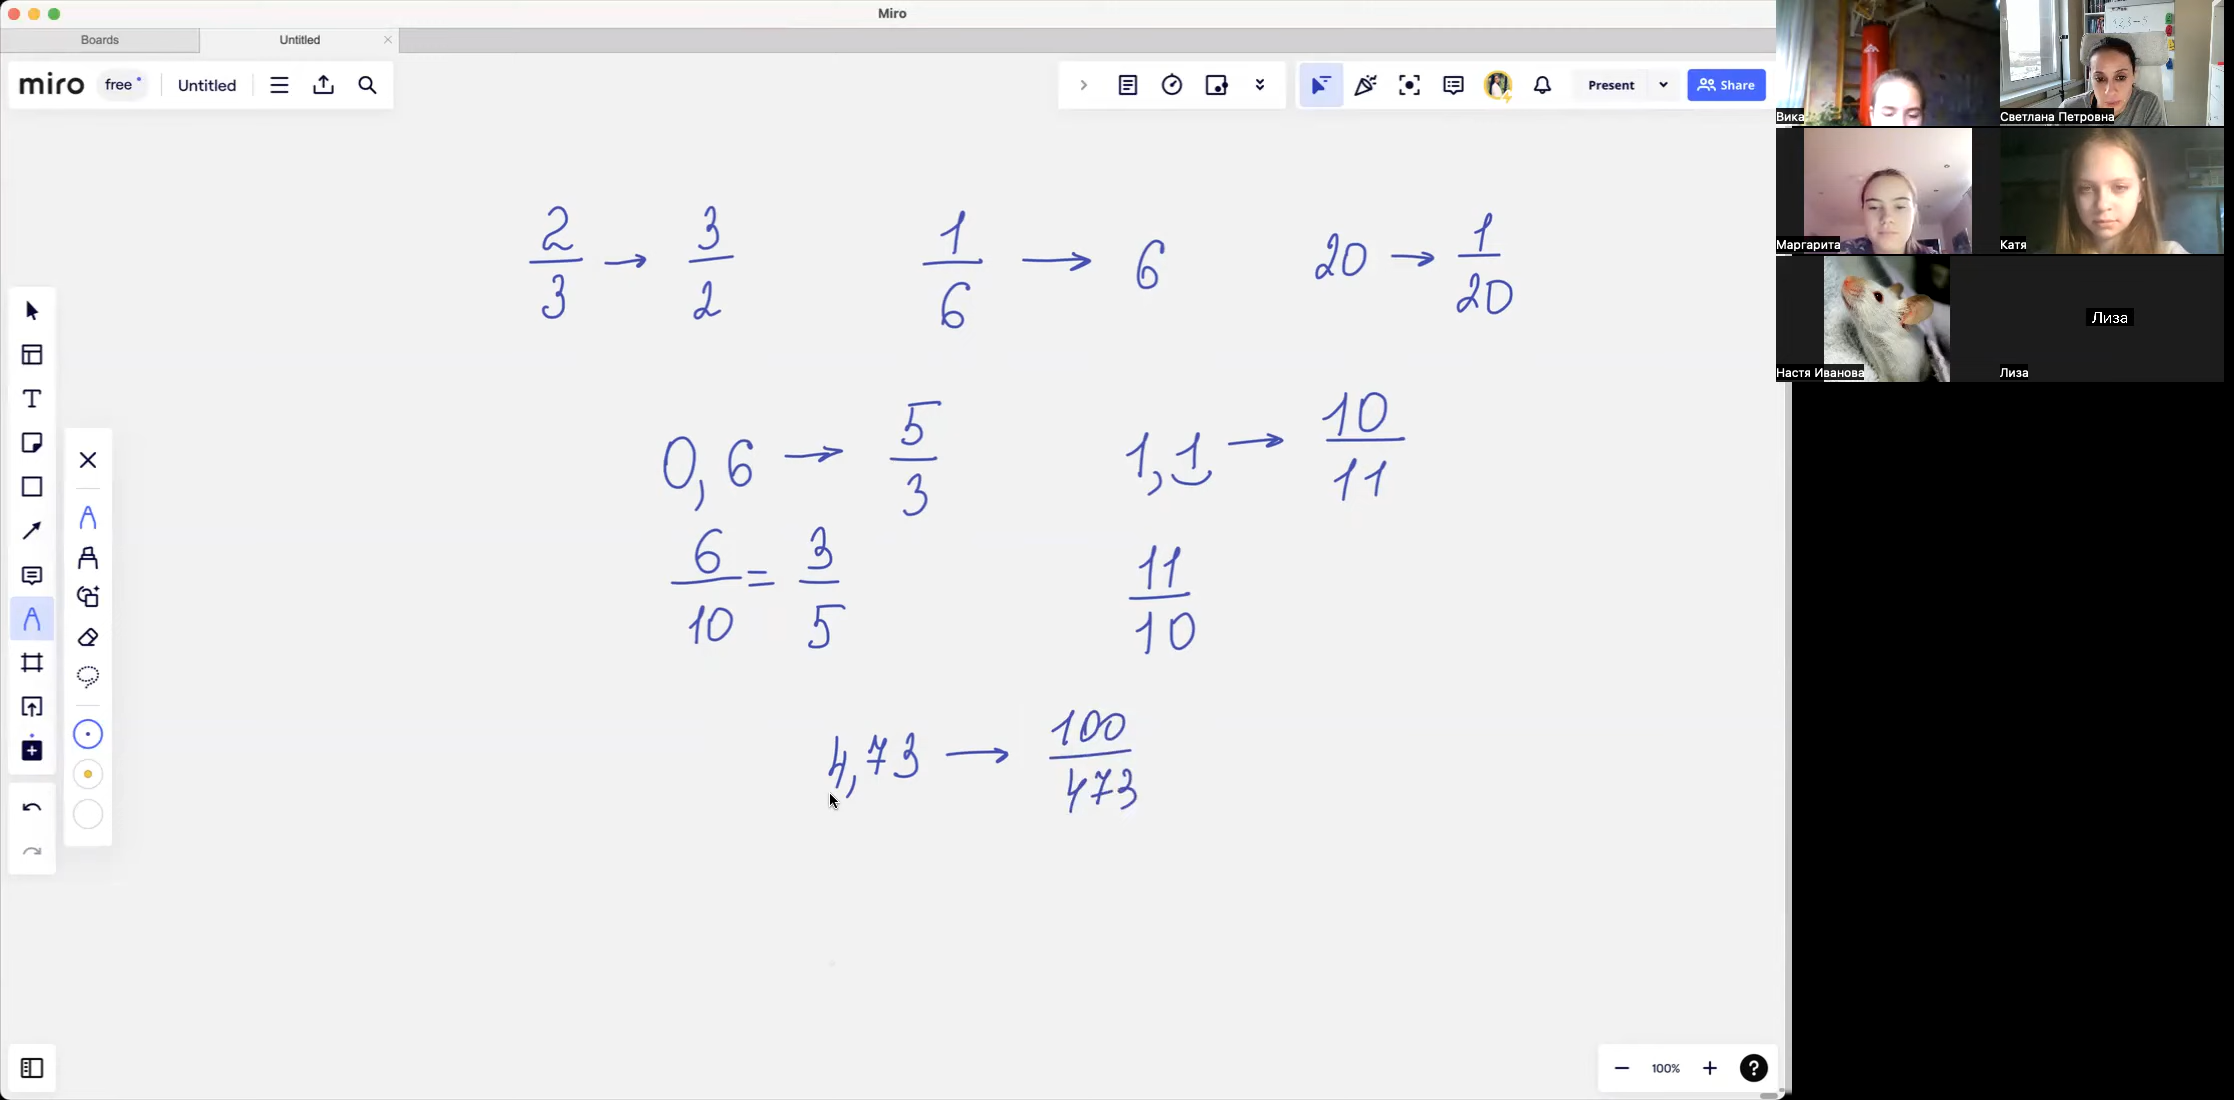 Miro
Boards
Untitled
miro free Untitled
Present Share
2/3 → 3/2
1/6 → 6
20 → 1/20
0,6 → 5/3
6/10 = 3/5
1,1 → 10/11
11/10
4,73 → 100/473
100%
Вика
Светлана Петровна
Маргарита
Катя
Настя Иванова
Лиза
Лиза